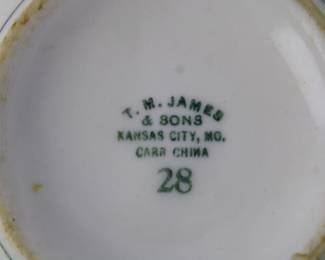 T. M. JAMES
& SONS
KANSAS CITY, MO.
CARR CHINA
28